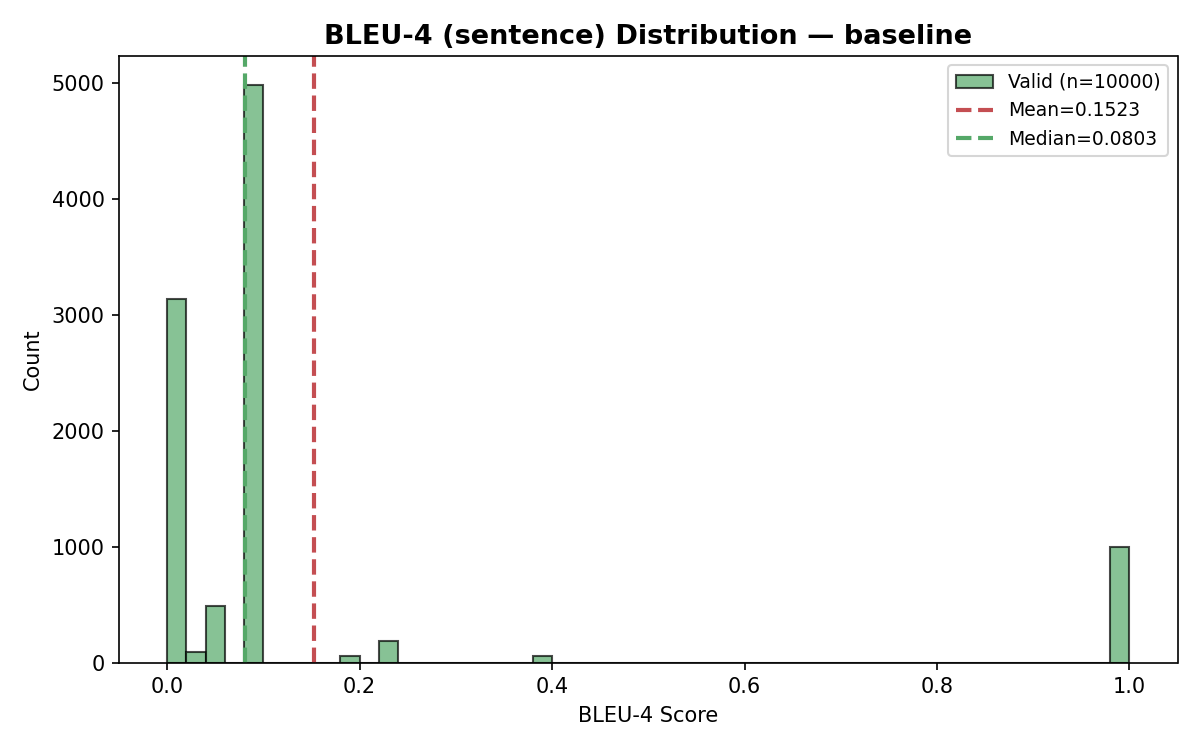 BLEU-4 (sentence) Distribution — baseline
Valid (n=10000)
Mean=0.1523
Median=0.0803
Count
5000
4000
3000
2000
1000
0
0.0 0.2 0.4 0.6 0.8 1.0
BLEU-4 Score